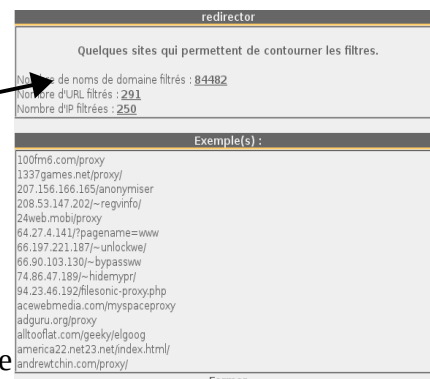 redirector
Quelques sites qui permettent de contourner les filtres.
Nombre de noms de domaine filtrés : 84482
Nombre d'URL filtrés : 291
Nombre d'IP filtrées : 250
Exemple(s) :
100fm6.com/proxy
1337games.net/proxy/
207.156.166.165/anonymiser
208.53.147.202/~regvinfo/
24web.mobi/proxy
64.27.4.141/?pagename=www
66.197.221.187/~unlockwe/
66.90.103.130/~bypassww
74.86.47.189/~hidemypr/
94.23.46.192/filesonic-proxy.php
acewebmedia.com/myspaceproxy
adguru.org/proxy
alltooflat.com/geeky/elgoog
america22.net23.net/index.html/
e
andrewtchin.com/proxy/